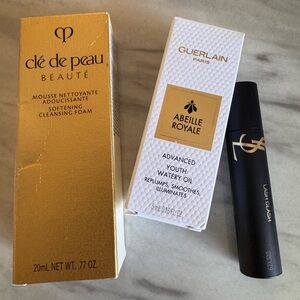 clé de peau
BEAUTÉ
MOUSSE NETTOYANTE
ADOUCISSANTE
SOFTENING
CLEANSING FOAM
20mL NET WT. .77 OZ.
GUERLAIN
PARIS
ABEILLE
ROYALE
ADVANCED
YOUTH
WATERY OIL
REPLUMPS, SMOOTHES,
ILLUMINATES
YSL
LASH CLASH